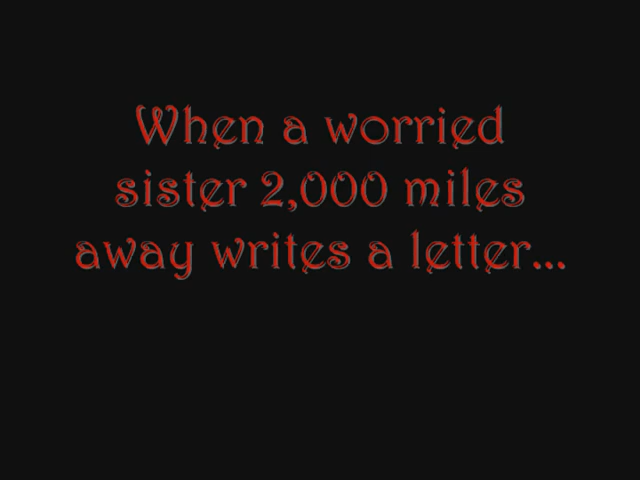 When a worried
sister 2,000 miles
away writes a letter...